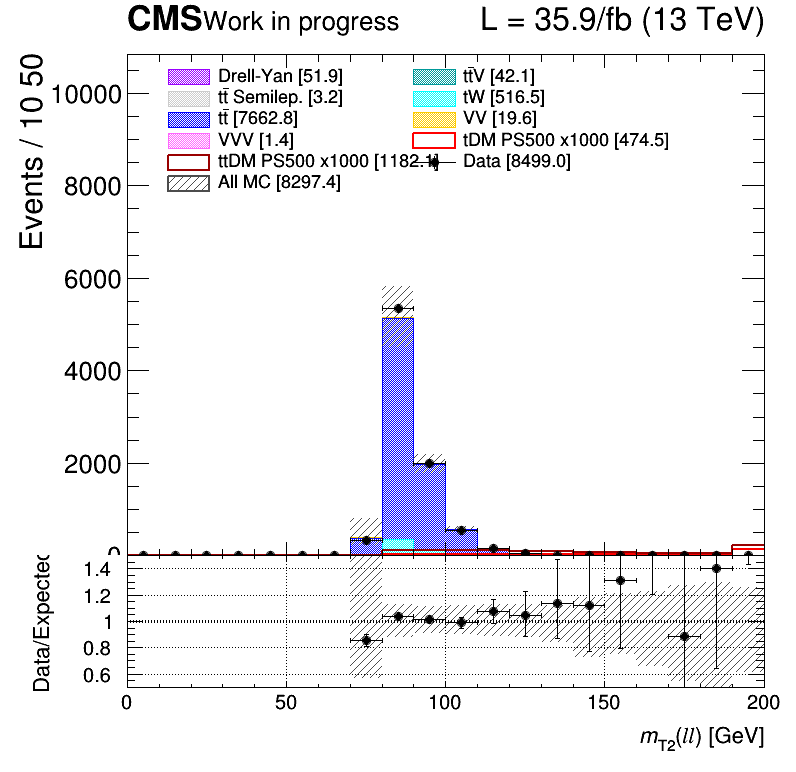 CMS Work in progress L = 35.9/fb (13 TeV)
Events / 10 50
10000
8000
6000
4000
2000
0
Drell-Yan [51.9] tt̄V [42.1]
tt̄ Semilep. [3.2] tW [516.5]
tt̄ [7662.8] VV [19.6]
VVV [1.4] tDM PS500 x1000 [474.5]
ttDM PS500 x1000 [1182.1] Data [8499.0]
All MC [8297.4]
Data/Expected
1.4
1.2
1
0.8
0.6
0 50 100 150 200
m_T2(ll) [GeV]